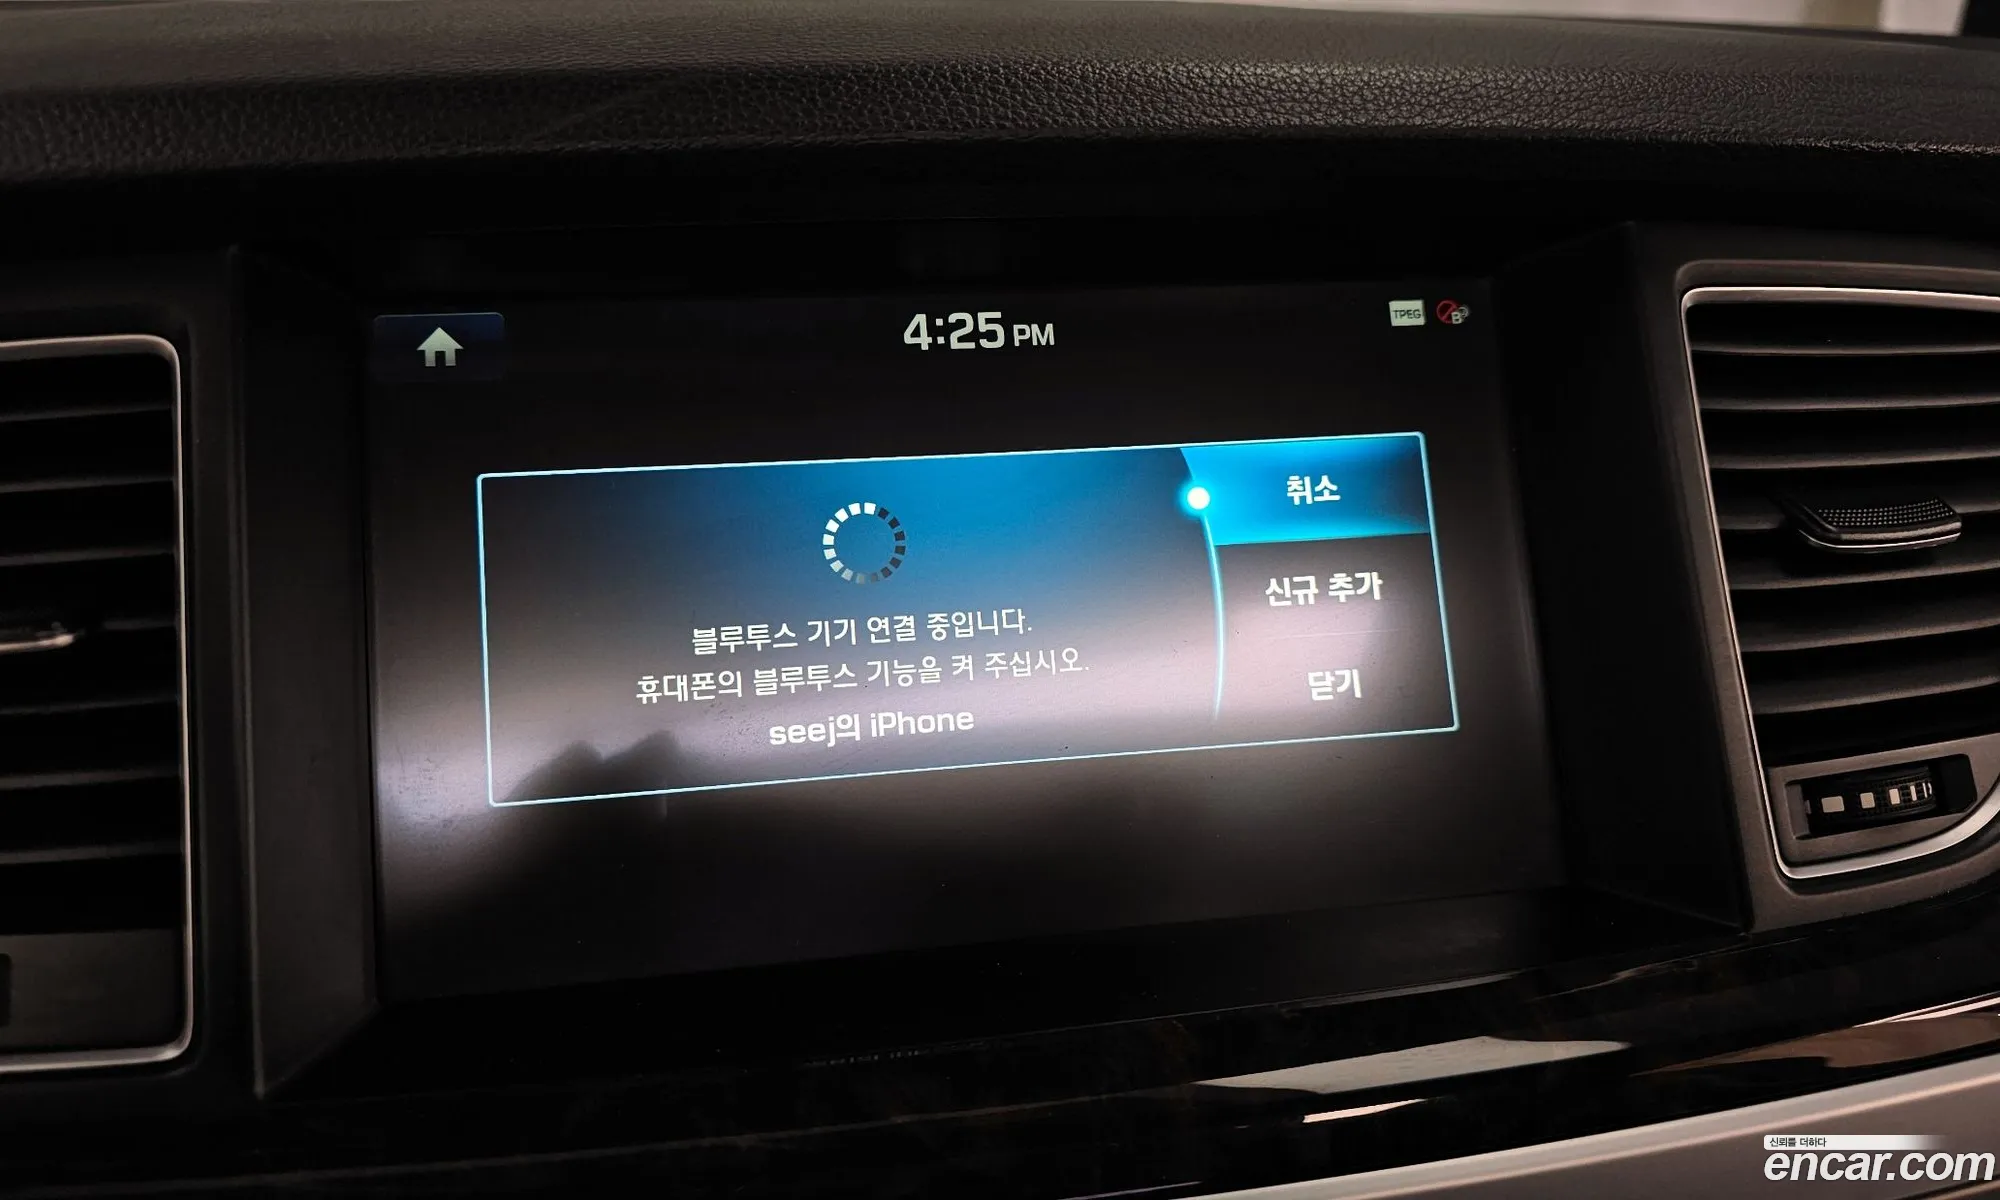 4:25 PM
TPEG
취소
신규 추가
닫기
블루투스 기기 연결 중입니다.
휴대폰의 블루투스 기능을 켜 주십시오.
seej의 iPhone
신뢰를 더하다
encar.com